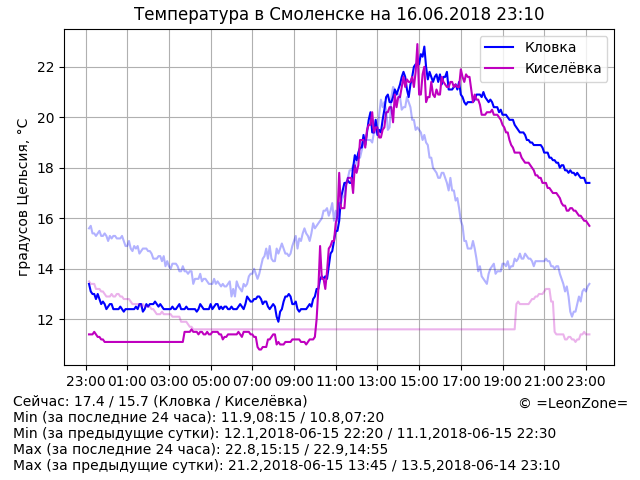 Температура в Смоленске на 16.06.2018 23:10
Кловка
Киселёвка
градусов Цельсия, °C
22
20
18
16
14
12
23:00 01:00 03:00 05:00 07:00 09:00 11:00 13:00 15:00 17:00 19:00 21:00 23:00
Сейчас: 17.4 / 15.7 (Кловка / Киселёвка)
© =LeonZone=
Min (за последние 24 часа): 11.9,08:15 / 10.8,07:20
Min (за предыдущие сутки): 12.1,2018-06-15 22:20 / 11.1,2018-06-15 22:30
Max (за последние 24 часа): 22.8,15:15 / 22.9,14:55
Max (за предыдущие сутки): 21.2,2018-06-15 13:45 / 13.5,2018-06-14 23:10